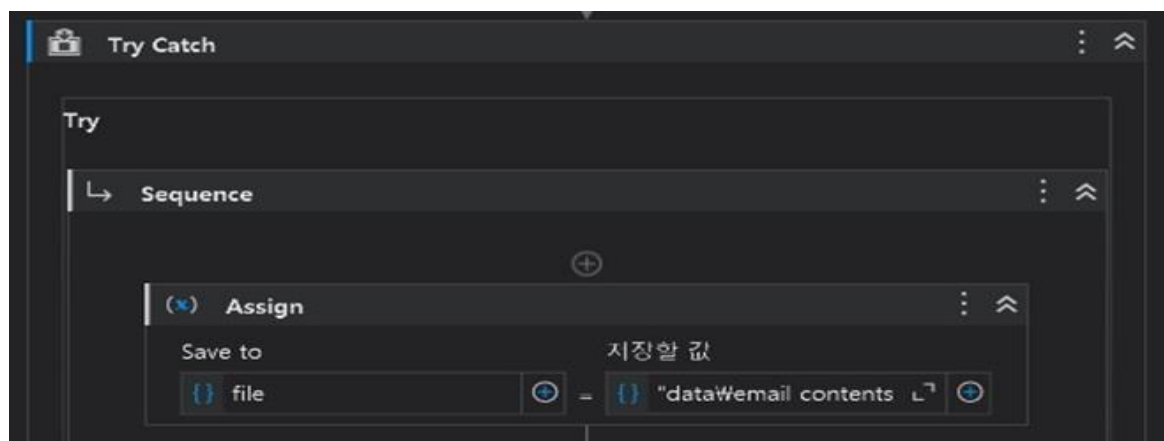 Try Catch
Try
Sequence
Assign
Save to
저장할 값
file
=
"data₩email contents